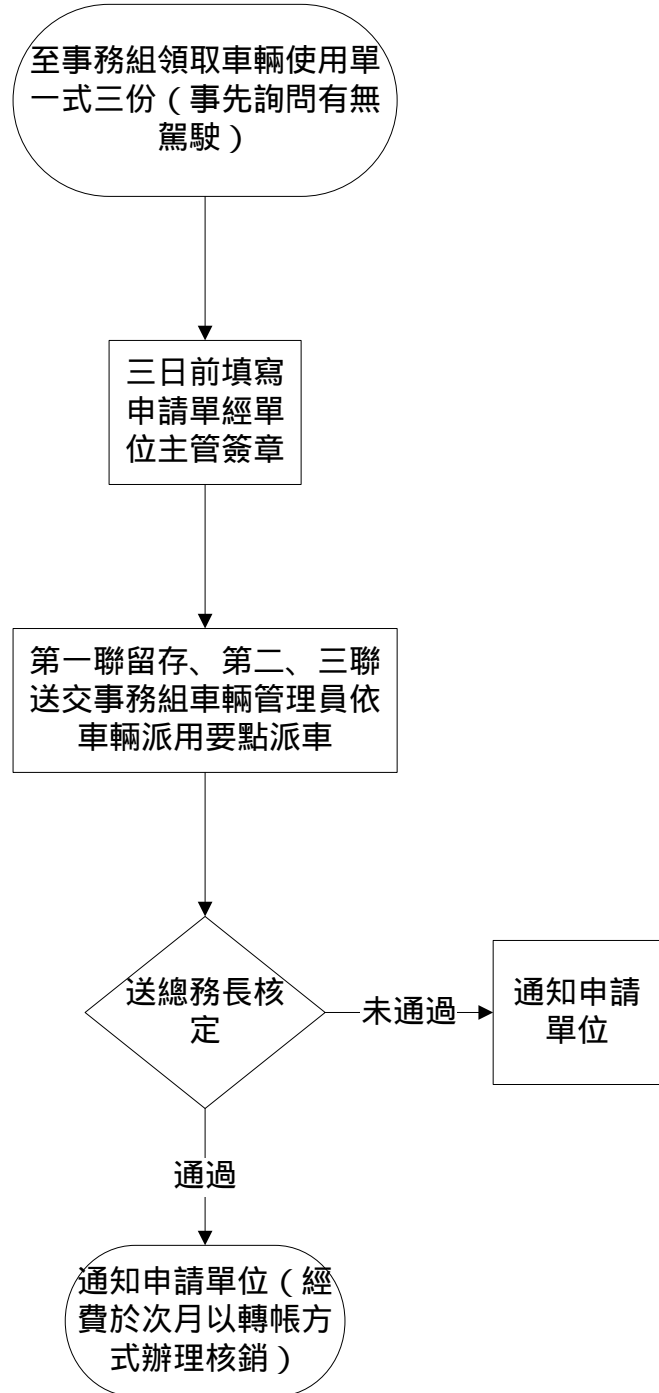 至事務組領取車輛使用單
一式三份（事先詢問有無
駕駛）
三日前填寫
申請單經單
位主管簽章
第一聯留存、第二、三聯
送交事務組車輛管理員依
車輛派用要點派車
送總務長核
定
未通過
通知申請
單位
通過
通知申請單位（經
費於次月以轉帳方
式辦理核銷）